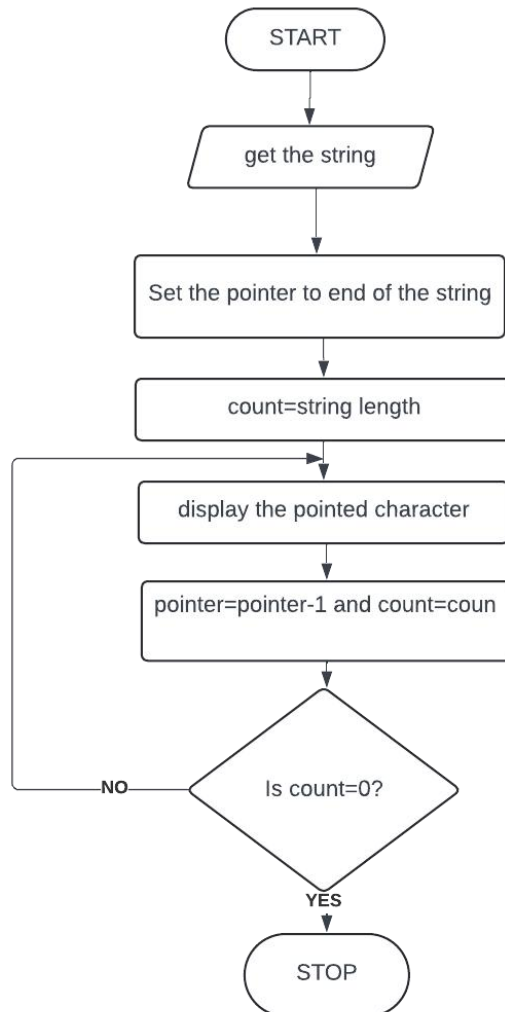 START
get the string
Set the pointer to end of the string
count=string length
display the pointed character
pointer=pointer-1 and count=coun
Is count=0?
NO
YES
STOP